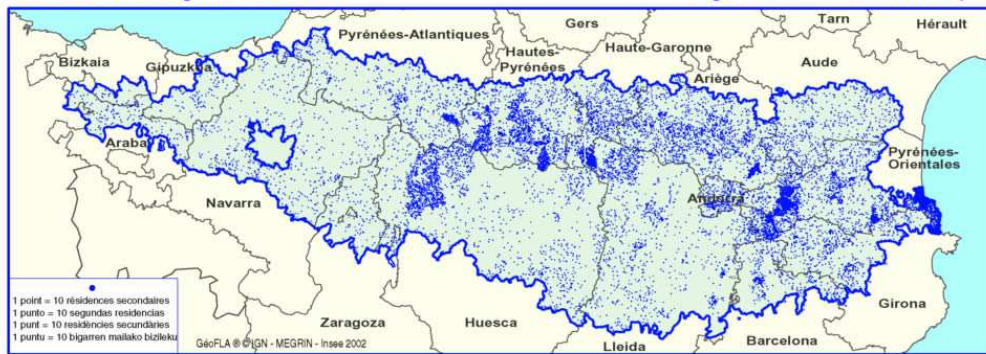 Tarn
Gers
Hérault
Pyrénées-Atlantiques
Haute-Garonne
Hautes-
Pyrénées
Aude
Bizkaia
Gipuzkoa
Ariège
Araba
Pyrénées-
Orientales
Navarra
Andorra
1 point = 10 résidences secondaires
1 punto = 10 segundas residencias
1 punt = 10 residències secundàries
1 puntu = 10 bigarren mailako bizileku
Girona
Zaragoza
Huesca
Barcelona
Lleida
GéoFLA ® © IGN - MEGRIN - Insee 2002